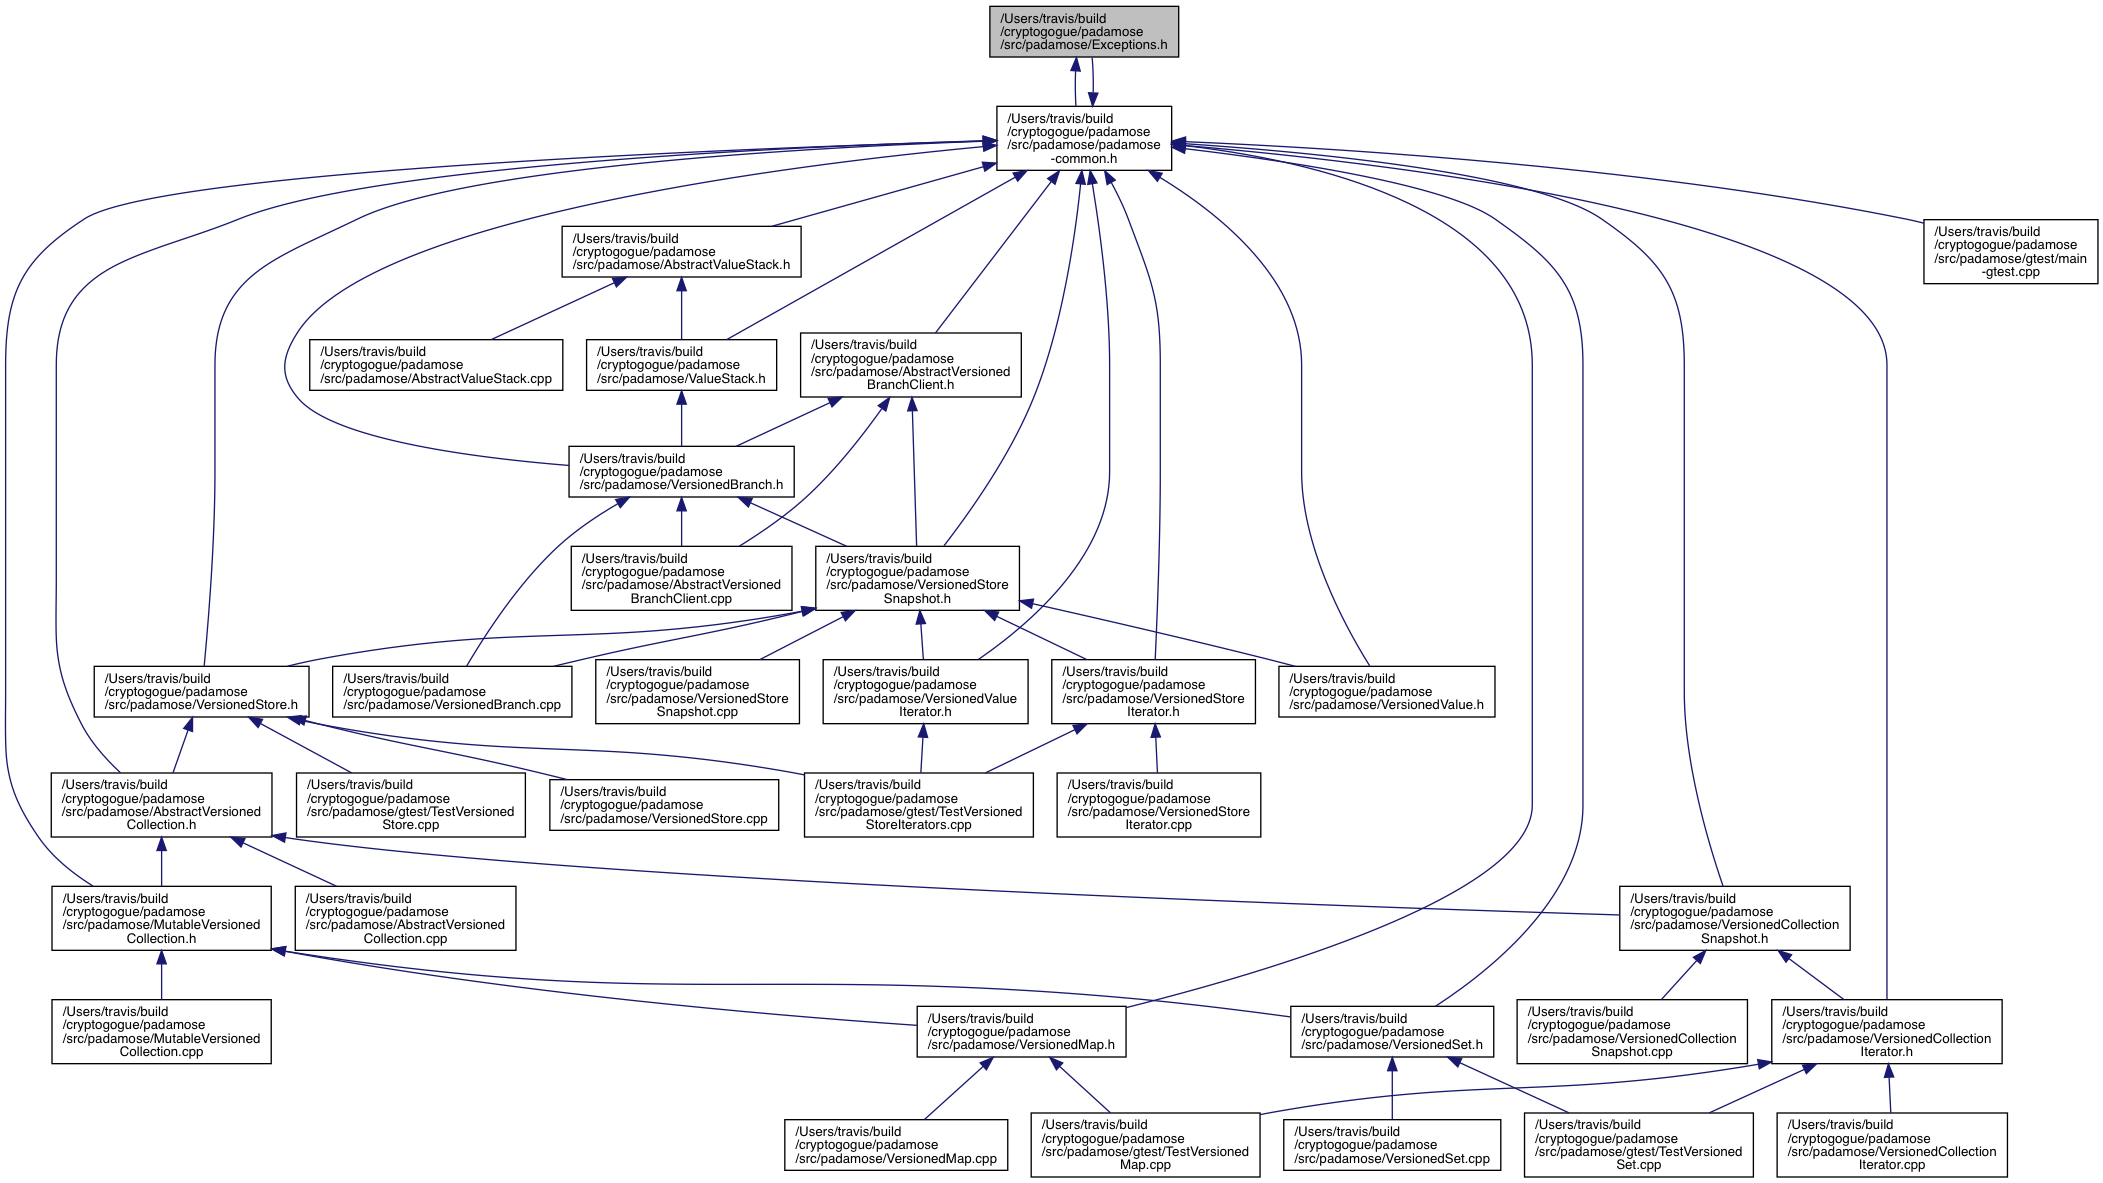 /Users/travis/build
/cryptogogue/padamose
/src/padamose/Exceptions.h
/Users/travis/build
/cryptogogue/padamose
/src/padamose/padamose
-common.h
/Users/travis/build
/cryptogogue/padamose
/src/padamose/AbstractValueStack.h
/Users/travis/build
/cryptogogue/padamose
/src/padamose/gtest/main
-gtest.cpp
/Users/travis/build
/cryptogogue/padamose
/src/padamose/AbstractValueStack.cpp
/Users/travis/build
/cryptogogue/padamose
/src/padamose/ValueStack.h
/Users/travis/build
/cryptogogue/padamose
/src/padamose/AbstractVersioned
BranchClient.h
/Users/travis/build
/cryptogogue/padamose
/src/padamose/VersionedBranch.h
/Users/travis/build
/cryptogogue/padamose
/src/padamose/AbstractVersioned
BranchClient.cpp
/Users/travis/build
/cryptogogue/padamose
/src/padamose/VersionedStore
Snapshot.h
/Users/travis/build
/cryptogogue/padamose
/src/padamose/VersionedStore.h
/Users/travis/build
/cryptogogue/padamose
/src/padamose/VersionedBranch.cpp
/Users/travis/build
/cryptogogue/padamose
/src/padamose/VersionedStore
Snapshot.cpp
/Users/travis/build
/cryptogogue/padamose
/src/padamose/VersionedValue
Iterator.h
/Users/travis/build
/cryptogogue/padamose
/src/padamose/VersionedStore
Iterator.h
/Users/travis/build
/cryptogogue/padamose
/src/padamose/VersionedValue.h
/Users/travis/build
/cryptogogue/padamose
/src/padamose/AbstractVersioned
Collection.h
/Users/travis/build
/cryptogogue/padamose
/src/padamose/gtest/TestVersioned
Store.cpp
/Users/travis/build
/cryptogogue/padamose
/src/padamose/VersionedStore.cpp
/Users/travis/build
/cryptogogue/padamose
/src/padamose/gtest/TestVersioned
StoreIterators.cpp
/Users/travis/build
/cryptogogue/padamose
/src/padamose/VersionedStore
Iterator.cpp
/Users/travis/build
/cryptogogue/padamose
/src/padamose/MutableVersioned
Collection.h
/Users/travis/build
/cryptogogue/padamose
/src/padamose/AbstractVersioned
Collection.cpp
/Users/travis/build
/cryptogogue/padamose
/src/padamose/VersionedCollection
Snapshot.h
/Users/travis/build
/cryptogogue/padamose
/src/padamose/MutableVersioned
Collection.cpp
/Users/travis/build
/cryptogogue/padamose
/src/padamose/VersionedMap.h
/Users/travis/build
/cryptogogue/padamose
/src/padamose/VersionedSet.h
/Users/travis/build
/cryptogogue/padamose
/src/padamose/VersionedCollection
Snapshot.cpp
/Users/travis/build
/cryptogogue/padamose
/src/padamose/VersionedCollection
Iterator.h
/Users/travis/build
/cryptogogue/padamose
/src/padamose/VersionedMap.cpp
/Users/travis/build
/cryptogogue/padamose
/src/padamose/gtest/TestVersioned
Map.cpp
/Users/travis/build
/cryptogogue/padamose
/src/padamose/VersionedSet.cpp
/Users/travis/build
/cryptogogue/padamose
/src/padamose/gtest/TestVersioned
Set.cpp
/Users/travis/build
/cryptogogue/padamose
/src/padamose/VersionedCollection
Iterator.cpp